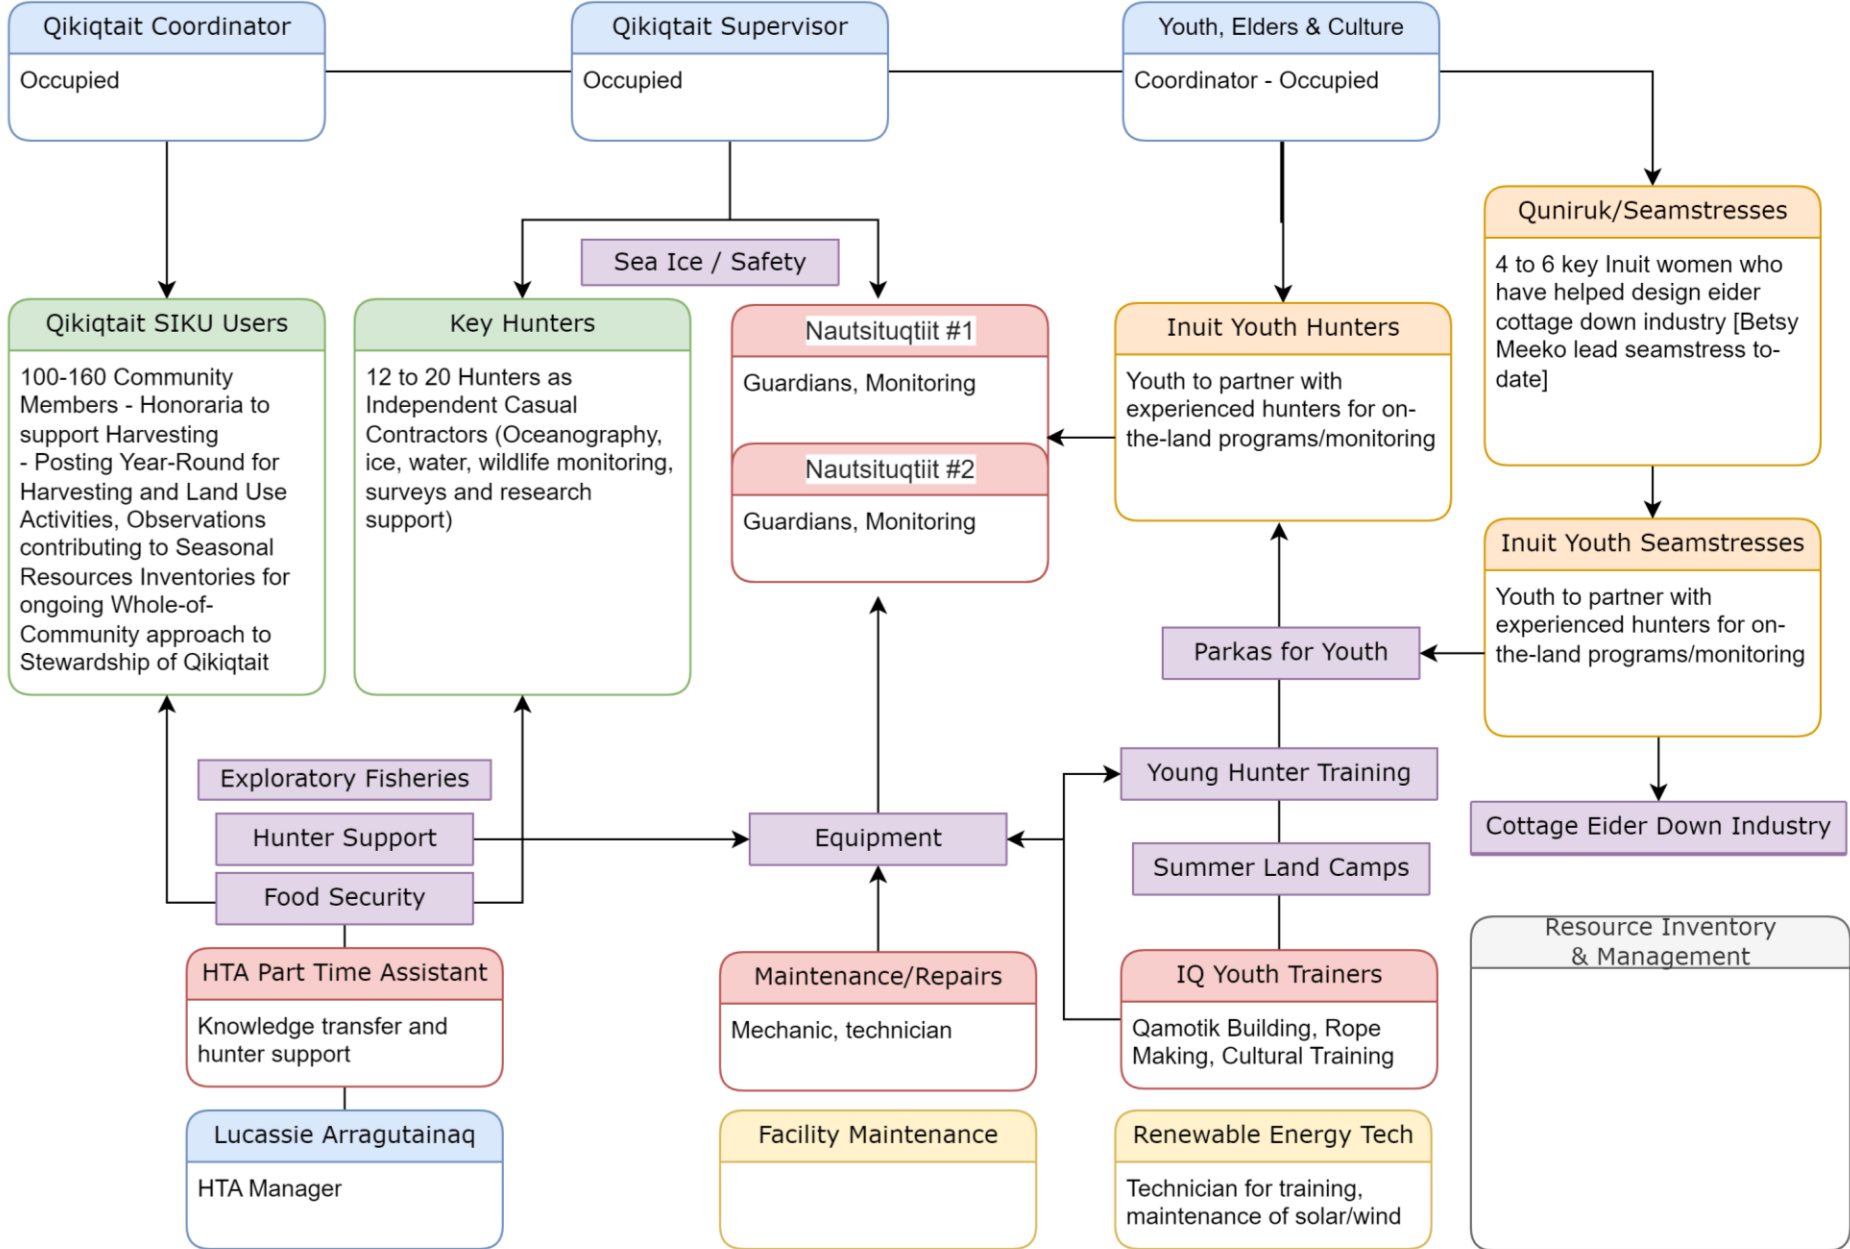 Qikiqtait Coordinator
Occupied
Qikiqtait Supervisor
Occupied
Youth, Elders & Culture
Coordinator - Occupied
Quniruk/Seamstresses
4 to 6 key Inuit women who
have helped design eider
cottage down industry [Betsy
Meeko lead seamstress to-
date]
Sea Ice / Safety
Qikiqtait SIKU Users
100-160 Community
Members - Honoraria to
support Harvesting
- Posting Year-Round for
Harvesting and Land Use
Activities, Observations
contributing to Seasonal
Resources Inventories for
ongoing Whole-of-
Community approach to
Stewardship of Qikiqtait
Key Hunters
12 to 20 Hunters as
Independent Casual
Contractors (Oceanography,
ice, water, wildlife monitoring,
surveys and research
support)
Nautsituqtiit #1
Guardians, Monitoring
Nautsituqtiit #2
Guardians, Monitoring
Inuit Youth Hunters
Youth to partner with
experienced hunters for on-
the-land programs/monitoring
Inuit Youth Seamstresses
Youth to partner with
experienced hunters for on-
the-land programs/monitoring
Parkas for Youth
Exploratory Fisheries
Hunter Support
Food Security
Equipment
Young Hunter Training
Summer Land Camps
Cottage Eider Down Industry
HTA Part Time Assistant
Knowledge transfer and
hunter support
Maintenance/Repairs
Mechanic, technician
IQ Youth Trainers
Qamotik Building, Rope
Making, Cultural Training
Resource Inventory
& Management
Lucassie Arragutainaq
HTA Manager
Facility Maintenance
Renewable Energy Tech
Technician for training,
maintenance of solar/wind